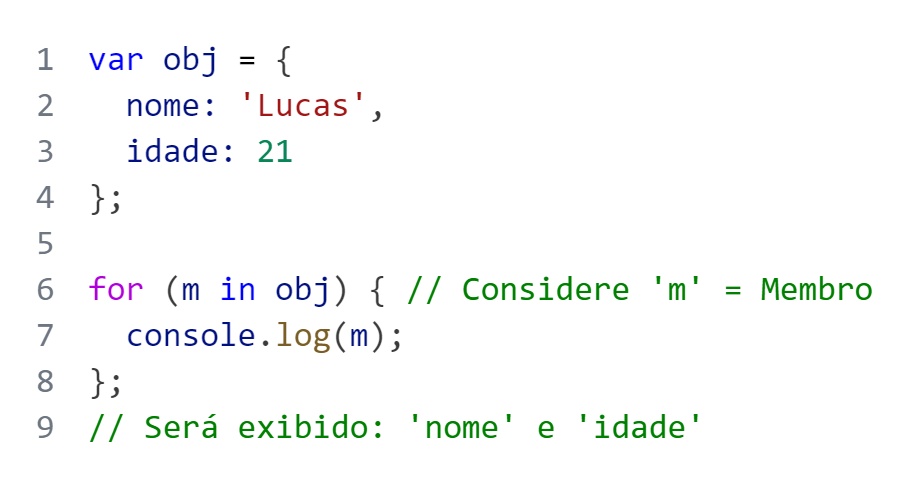 1 var obj = {
2   nome: 'Lucas',
3   idade: 21
4 };
5
6 for (m in obj) { // Considere 'm' = Membro
7   console.log(m);
8 };
9 // Será exibido: 'nome' e 'idade'